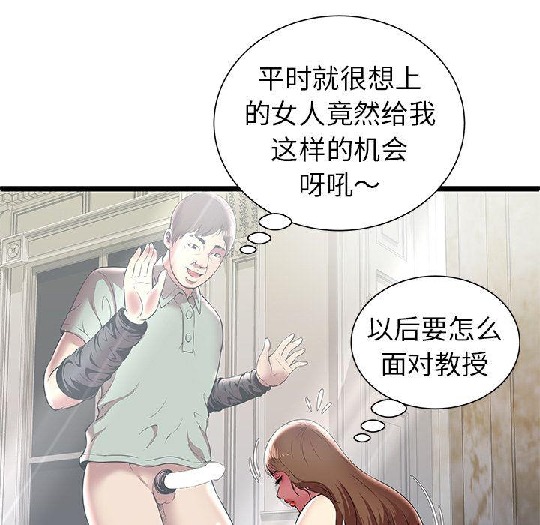 平时就很想上
的女人竟然给我
这样的机会
呀吼～
以后要怎么
面对教授